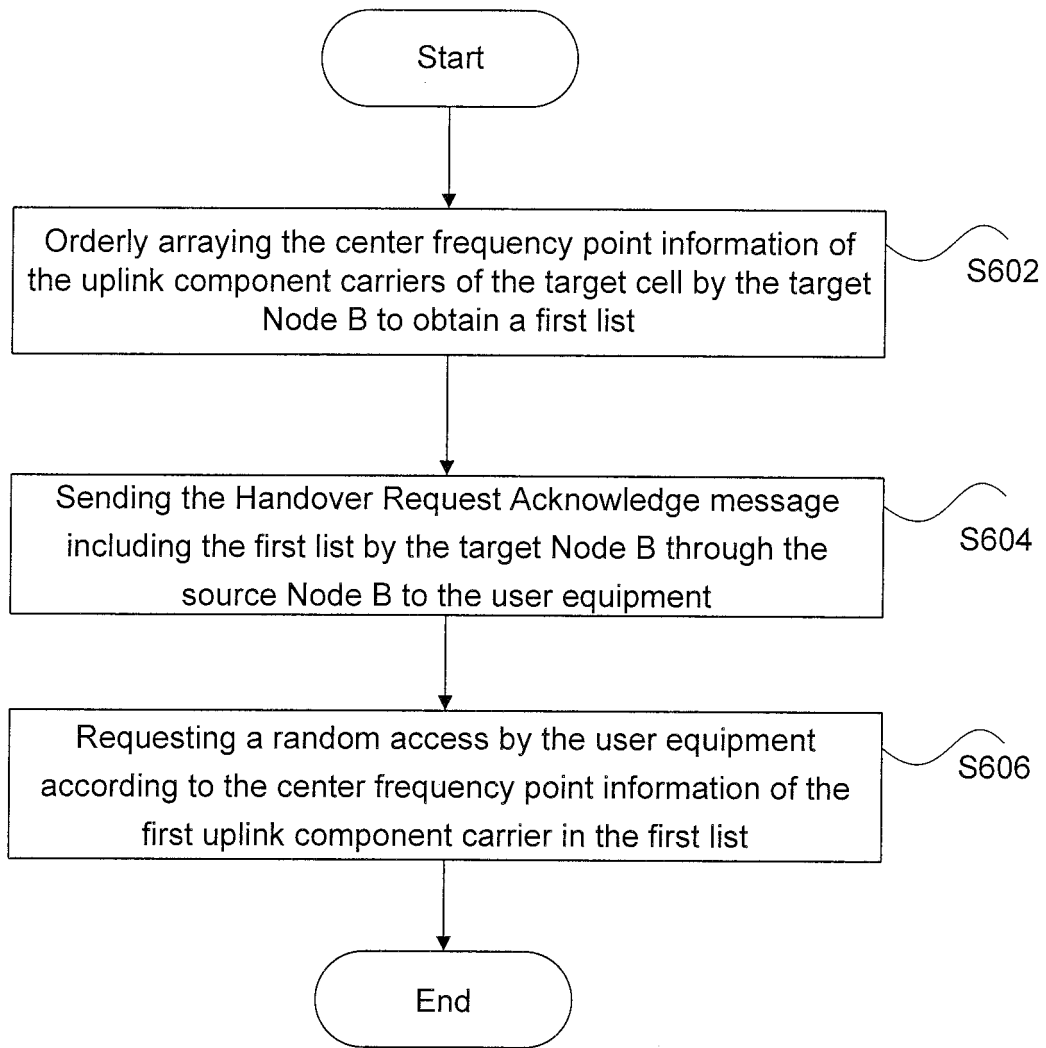 Start
Orderly arraying the center frequency point information of
the uplink component carriers of the target cell by the target
Node B to obtain a first list
S602
Sending the Handover Request Acknowledge message
including the first list by the target Node B through the
source Node B to the user equipment
S604
Requesting a random access by the user equipment
according to the center frequency point information of the
first uplink component carrier in the first list
S606
End